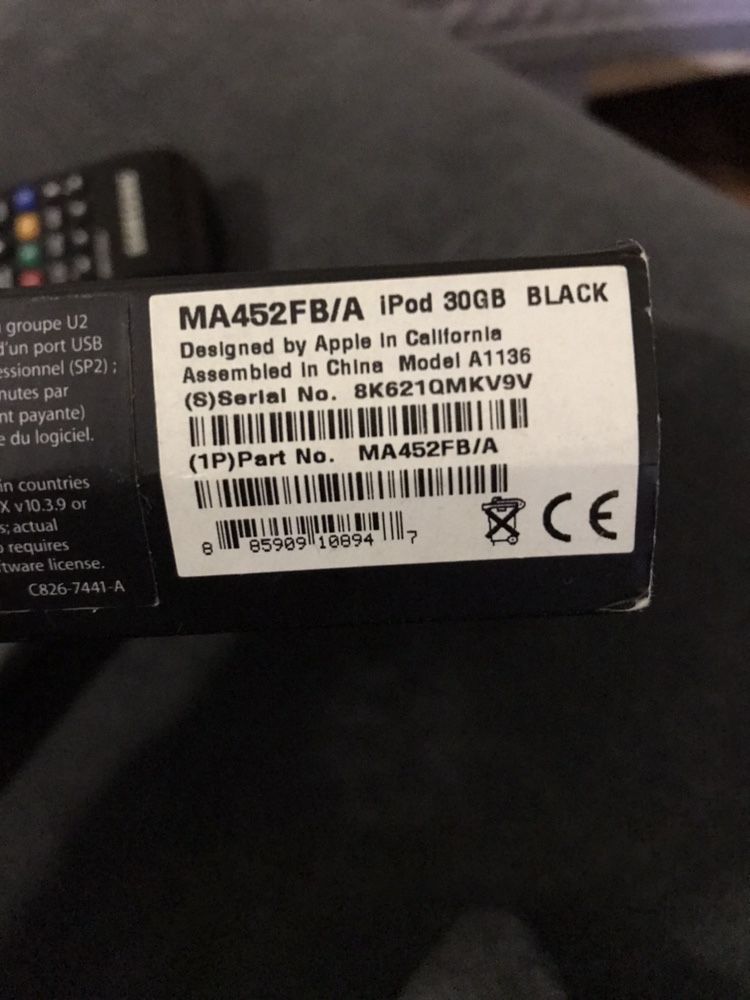 groupe U2
d'un port USB
essionnel (SP2) ;
nutes par
nt payante)
e du logiciel.
in countries
X v10.3.9 or
s; actual
requires
tware license.
C826-7441-A
MA452FB/A iPod 30GB BLACK
Designed by Apple in California
Assembled in China Model A1136
(S)Serial No. 8K621QMKV9V
(1P)Part No. MA452FB/A
8 85909 10894 7
CE